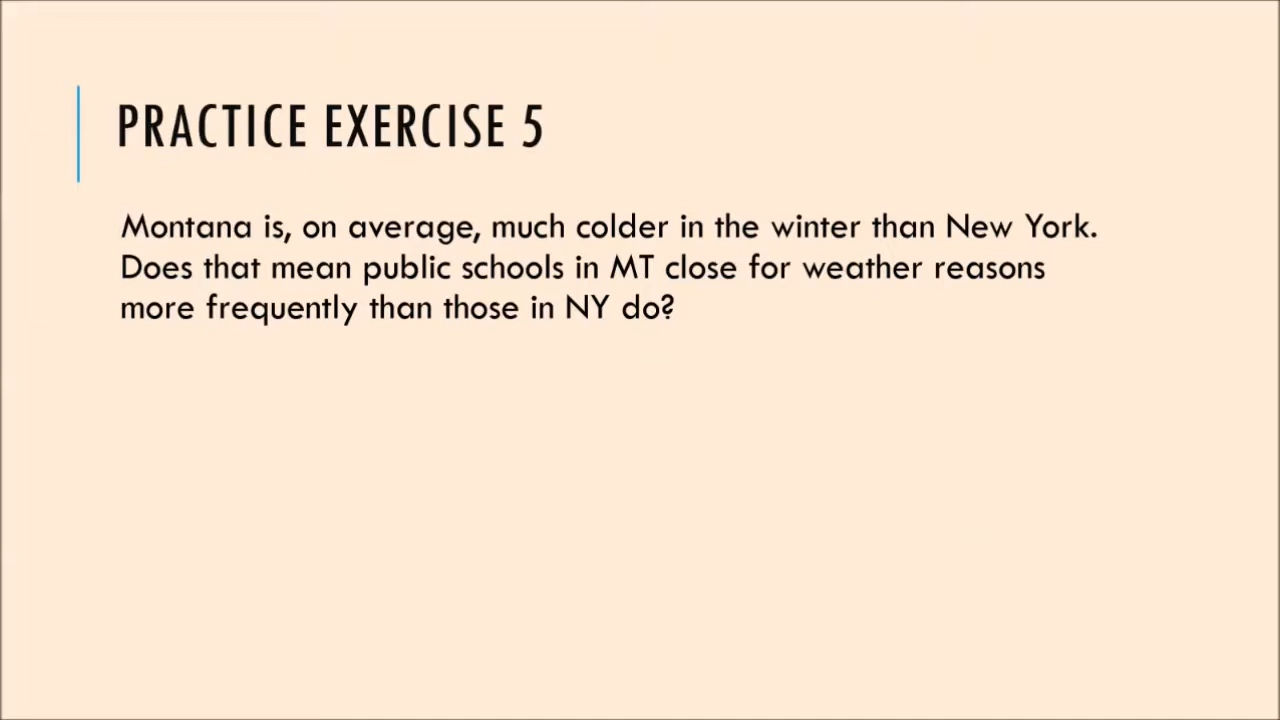 PRACTICE EXERCISE 5
Montana is, on average, much colder in the winter than New York.
Does that mean public schools in MT close for weather reasons
more frequently than those in NY do?